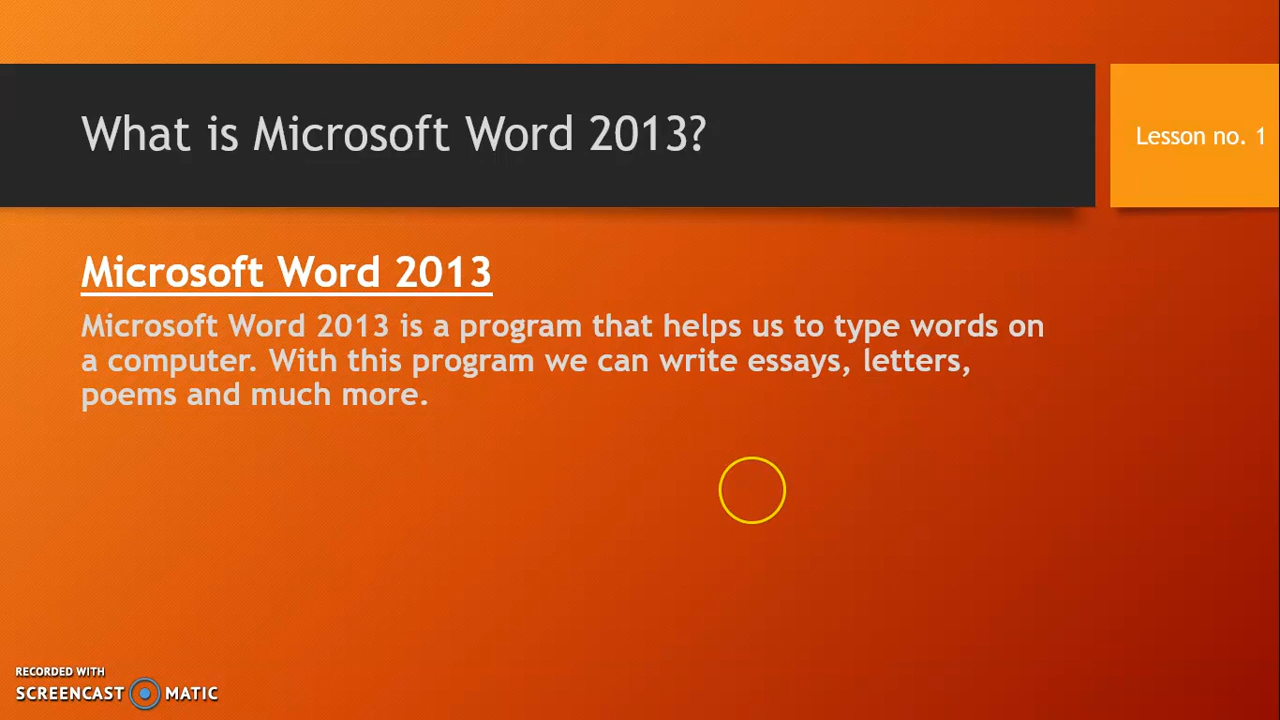 What is Microsoft Word 2013?
Lesson no. 1
Microsoft Word 2013
Microsoft Word 2013 is a program that helps us to type words on
a computer. With this program we can write essays, letters,
poems and much more.
RECORDED WITH
SCREENCAST MATIC